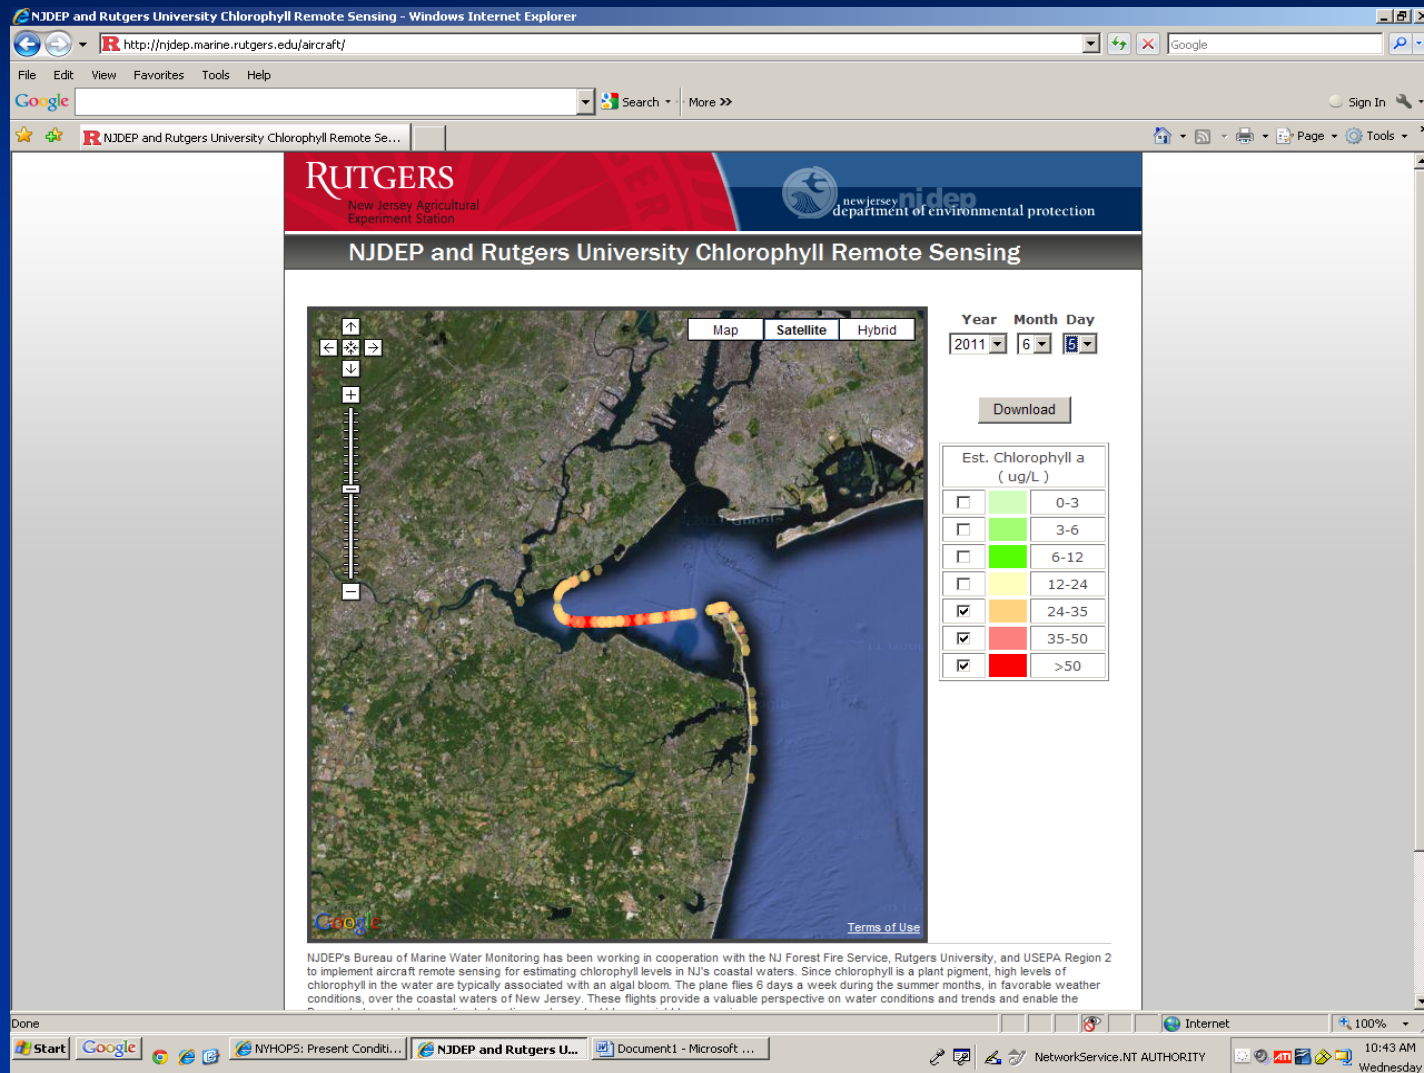 NJDEP and Rutgers University Chlorophyll Remote Sensing - Windows Internet Explorer
http://njdep.marine.rutgers.edu/aircraft/
Google
File Edit View Favorites Tools Help
Google Search More >> Sign In
NJDEP and Rutgers University Chlorophyll Remote Se... Page Tools
RUTGERS
New Jersey Agricultural
Experiment Station
newjersey njdep
department of environmental protection
NJDEP and Rutgers University Chlorophyll Remote Sensing
Map Satellite Hybrid
Year Month Day
2011 6 5
Download
Est. Chlorophyll a
( ug/L )
0-3
3-6
6-12
12-24
24-35
35-50
>50
Google
Terms of Use
NJDEP's Bureau of Marine Water Monitoring has been working in cooperation with the NJ Forest Fire Service, Rutgers University, and USEPA Region 2
to implement aircraft remote sensing for estimating chlorophyll levels in NJ's coastal waters. Since chlorophyll is a plant pigment, high levels of
chlorophyll in the water are typically associated with an algal bloom. The plane flies 6 days a week during the summer months, in favorable weather
conditions, over the coastal waters of New Jersey. These flights provide a valuable perspective on water conditions and trends and enable the
Done Internet 100%
Start Google NYHOPS: Present Conditi... NJDEP and Rutgers U... Document1 - Microsoft ... NetworkService.NT AUTHORITY ATI 10:43 AM
Wednesday